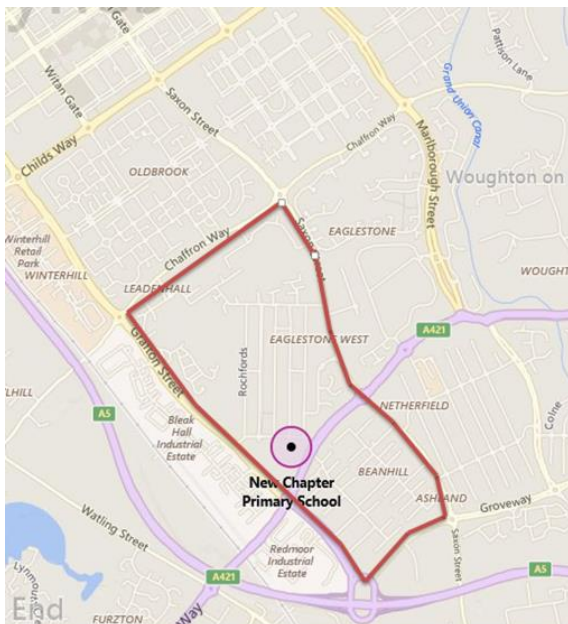 Gate
Witan Gate
Saxon Street
Pattison Lane
Grand Union Canal
Childs Way
Chaffron Way
Marlborough Street
OLDBROOK
Woughton on
Chaffron Way
Saxon
EAGLESTONE
Winterhill
Retail
Park
WINTERHILL
LEADENHALL
WOUGHT
Grafton Street
A421
EAGLESTONE WEST
Rochfords
A5
NETHERFIELD
Colne
Bleak
Hall
Industrial
Estate
BEANHILL
New Chapter
Primary School
ASHLAND
Groveway
Watling Street
Saxon Street
Redmoor
Industrial
Estate
A421
A5
End
FURZTON
Way